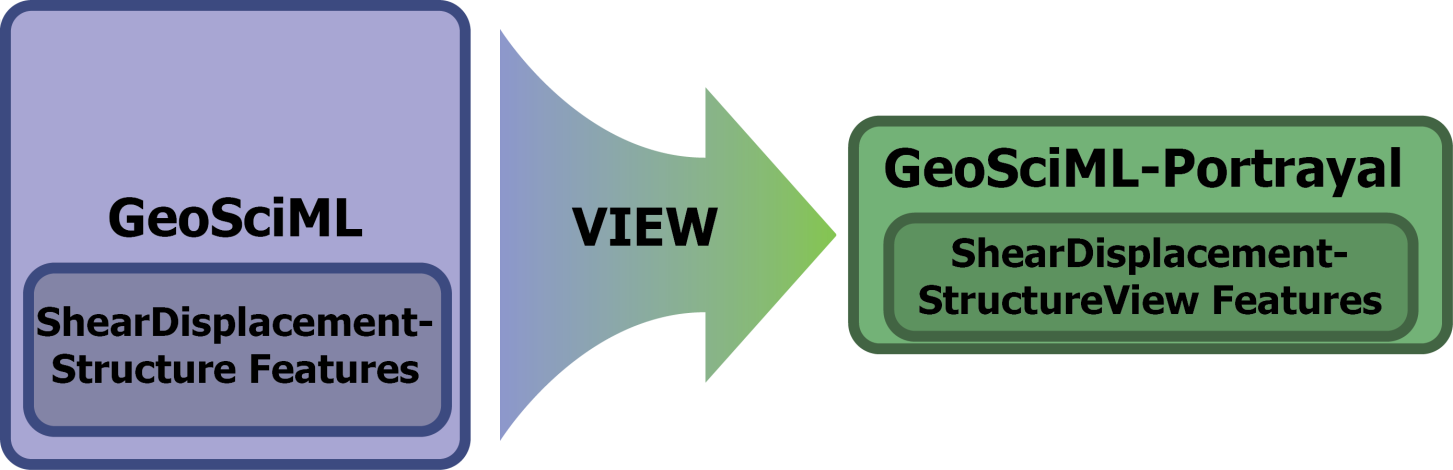 GeoSciML
ShearDisplacement-
Structure Features
VIEW
GeoSciML-Portrayal
ShearDisplacement-
StructureView Features